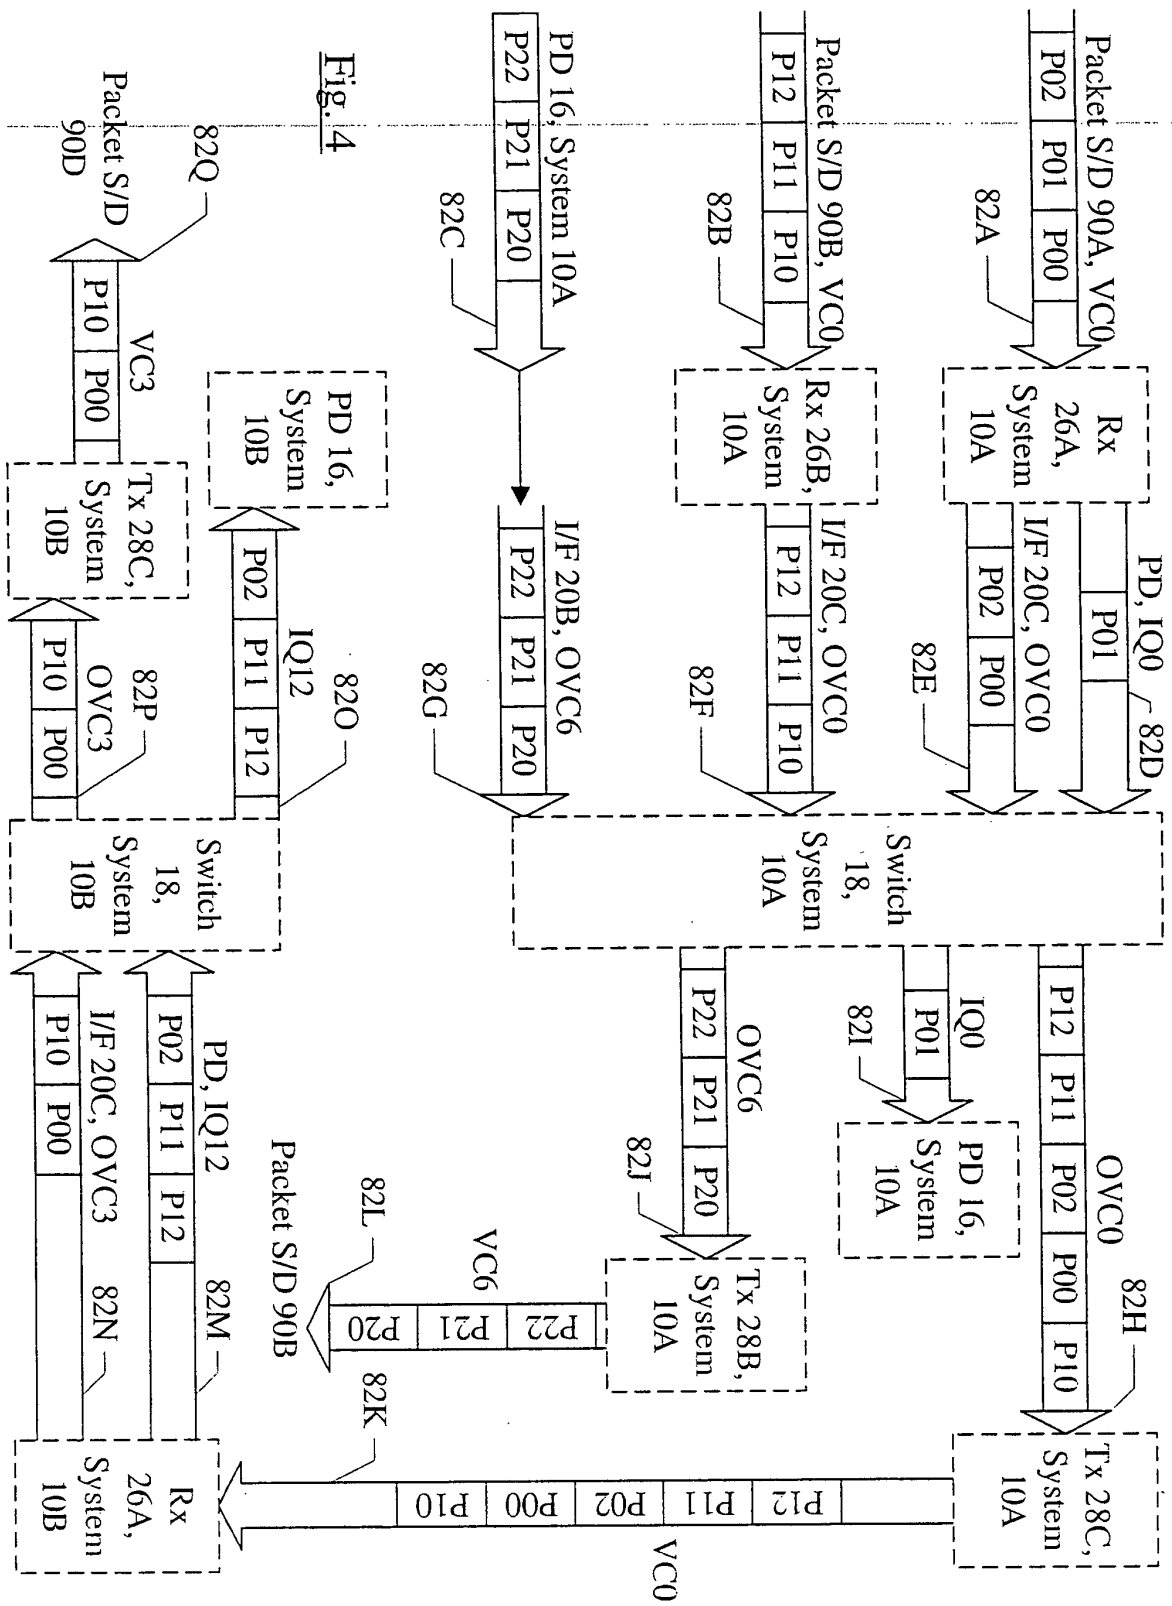 Packet S/D 90A, VC0
P02 P01 P00
82A
Rx
26A,
System
10A
PD, IQ0
P01
82D
I/F 20C, OVC0
P02 P00
82E
Packet S/D 90B, VC0
P12 P11 P10
82B
Rx 26B,
System
10A
I/F 20C, OVC0
P12 P11 P10
82F
PD 16, System 10A
P22 P21 P20
82C
I/F 20B, OVC6
P22 P21 P20
82G
Switch
18,
System
10A
OVC0
P12 P11 P02 P00 P10
82H
Tx 28C,
System
10A
IQ0
P01
82I
PD 16,
System
10A
OVC6
P22 P21 P20
82J
Tx 28B,
System
10A
VC6
P22 P21 P20
82L
Packet S/D 90B
VC0
P12 P11 P02 P00 P10
82K
Rx
26A,
System
10B
PD, IQ12
P02 P11 P12
82M
I/F 20C, OVC3
P10 P00
82N
Switch
18,
System
10B
IQ12
P02 P11 P12
82O
PD 16,
System
10B
OVC3
P10 P00
82P
Tx 28C,
System
10B
VC3
P10 P00
82Q
Packet S/D
90D
Fig. 4